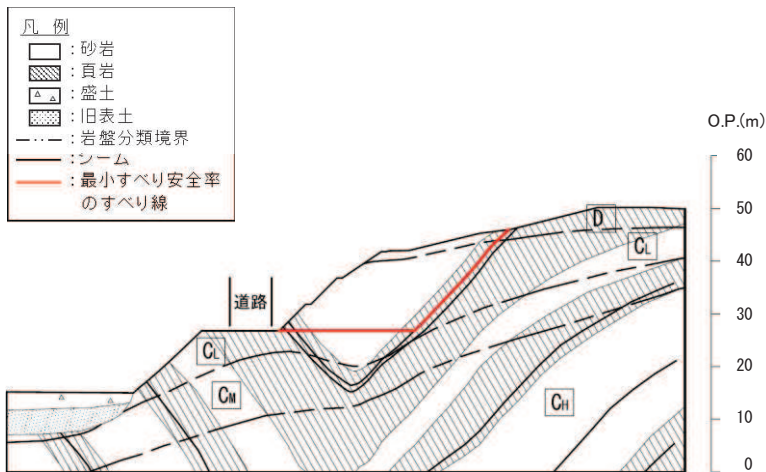 凡 例
：砂岩
：頁岩
：盛土
：旧表土
：岩盤分類境界
：シーム
：最小すべり安全率
のすべり線
O.P.(m)
60
50
40
30
20
10
0
道路
D
CL
CL
CM
CH